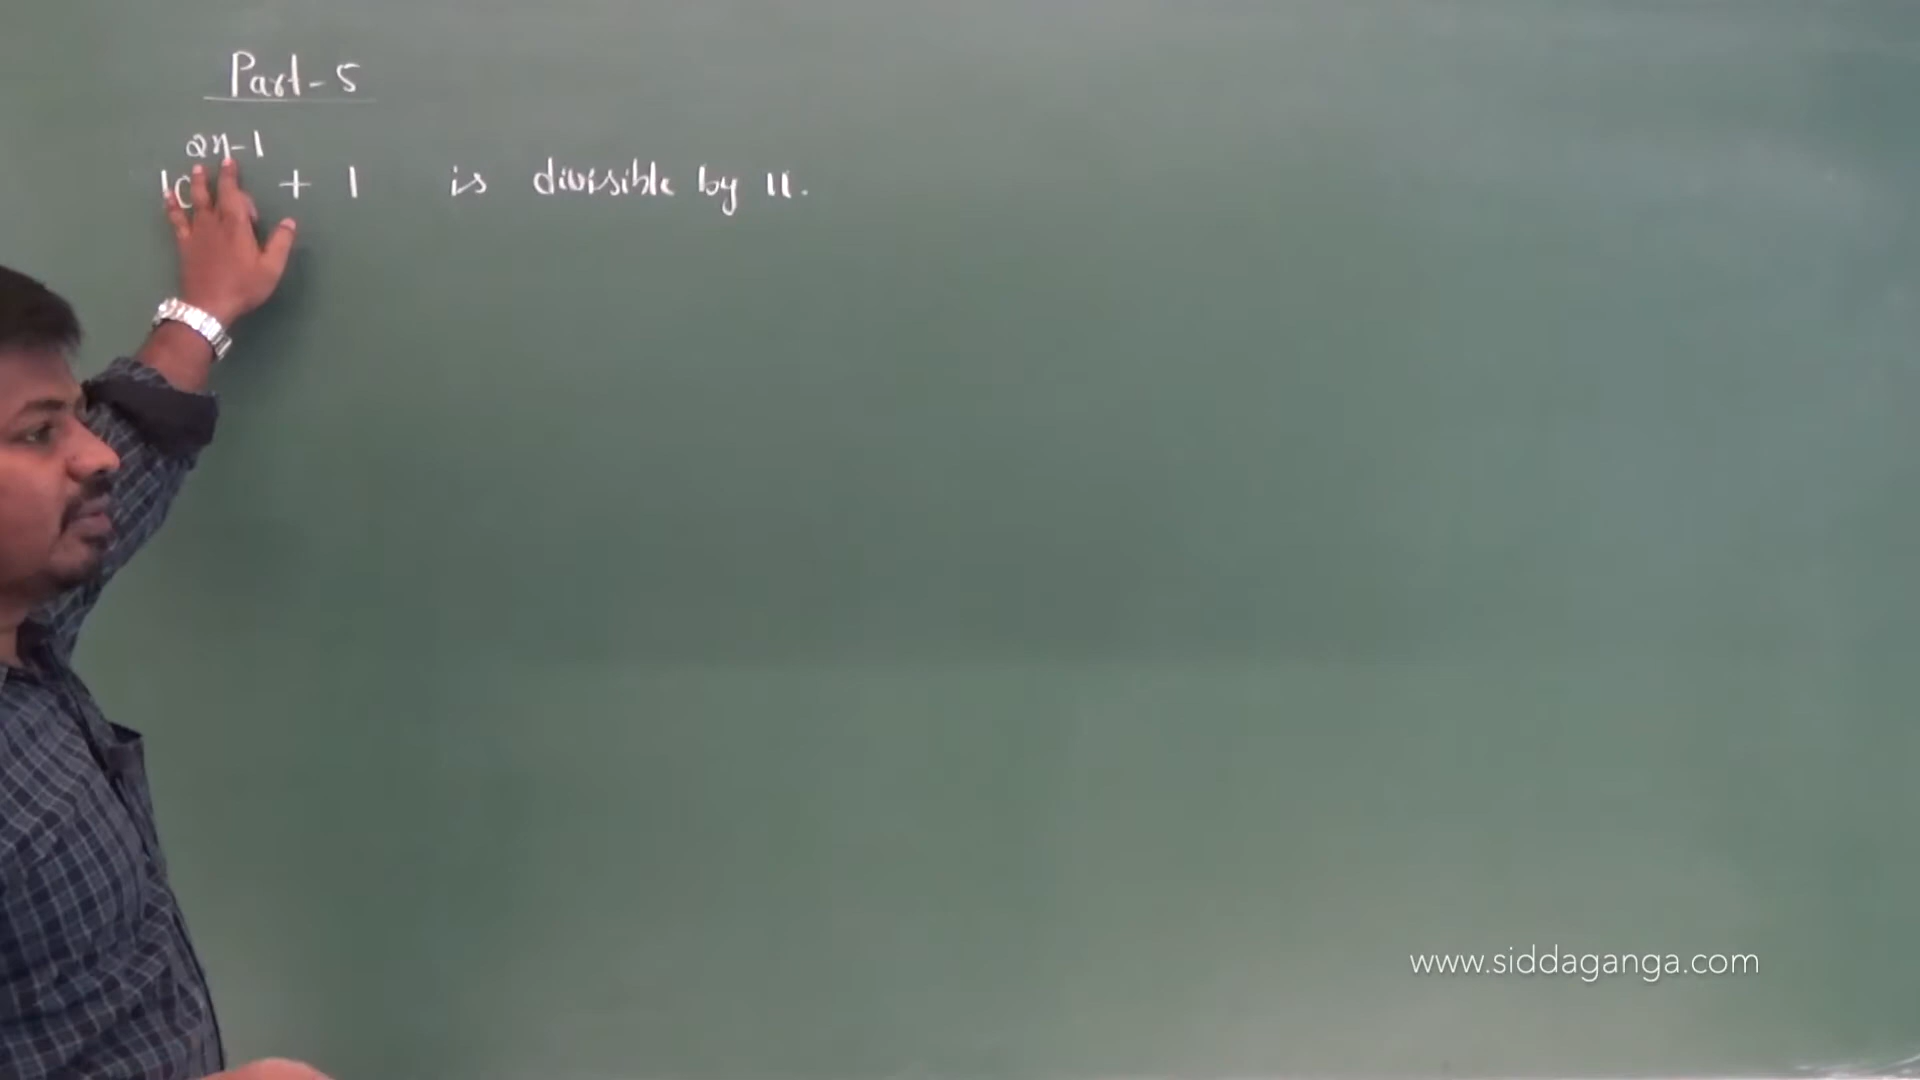 Part-5
10^{2n-1} + 1 is divisible by 11.
www.siddaganga.com